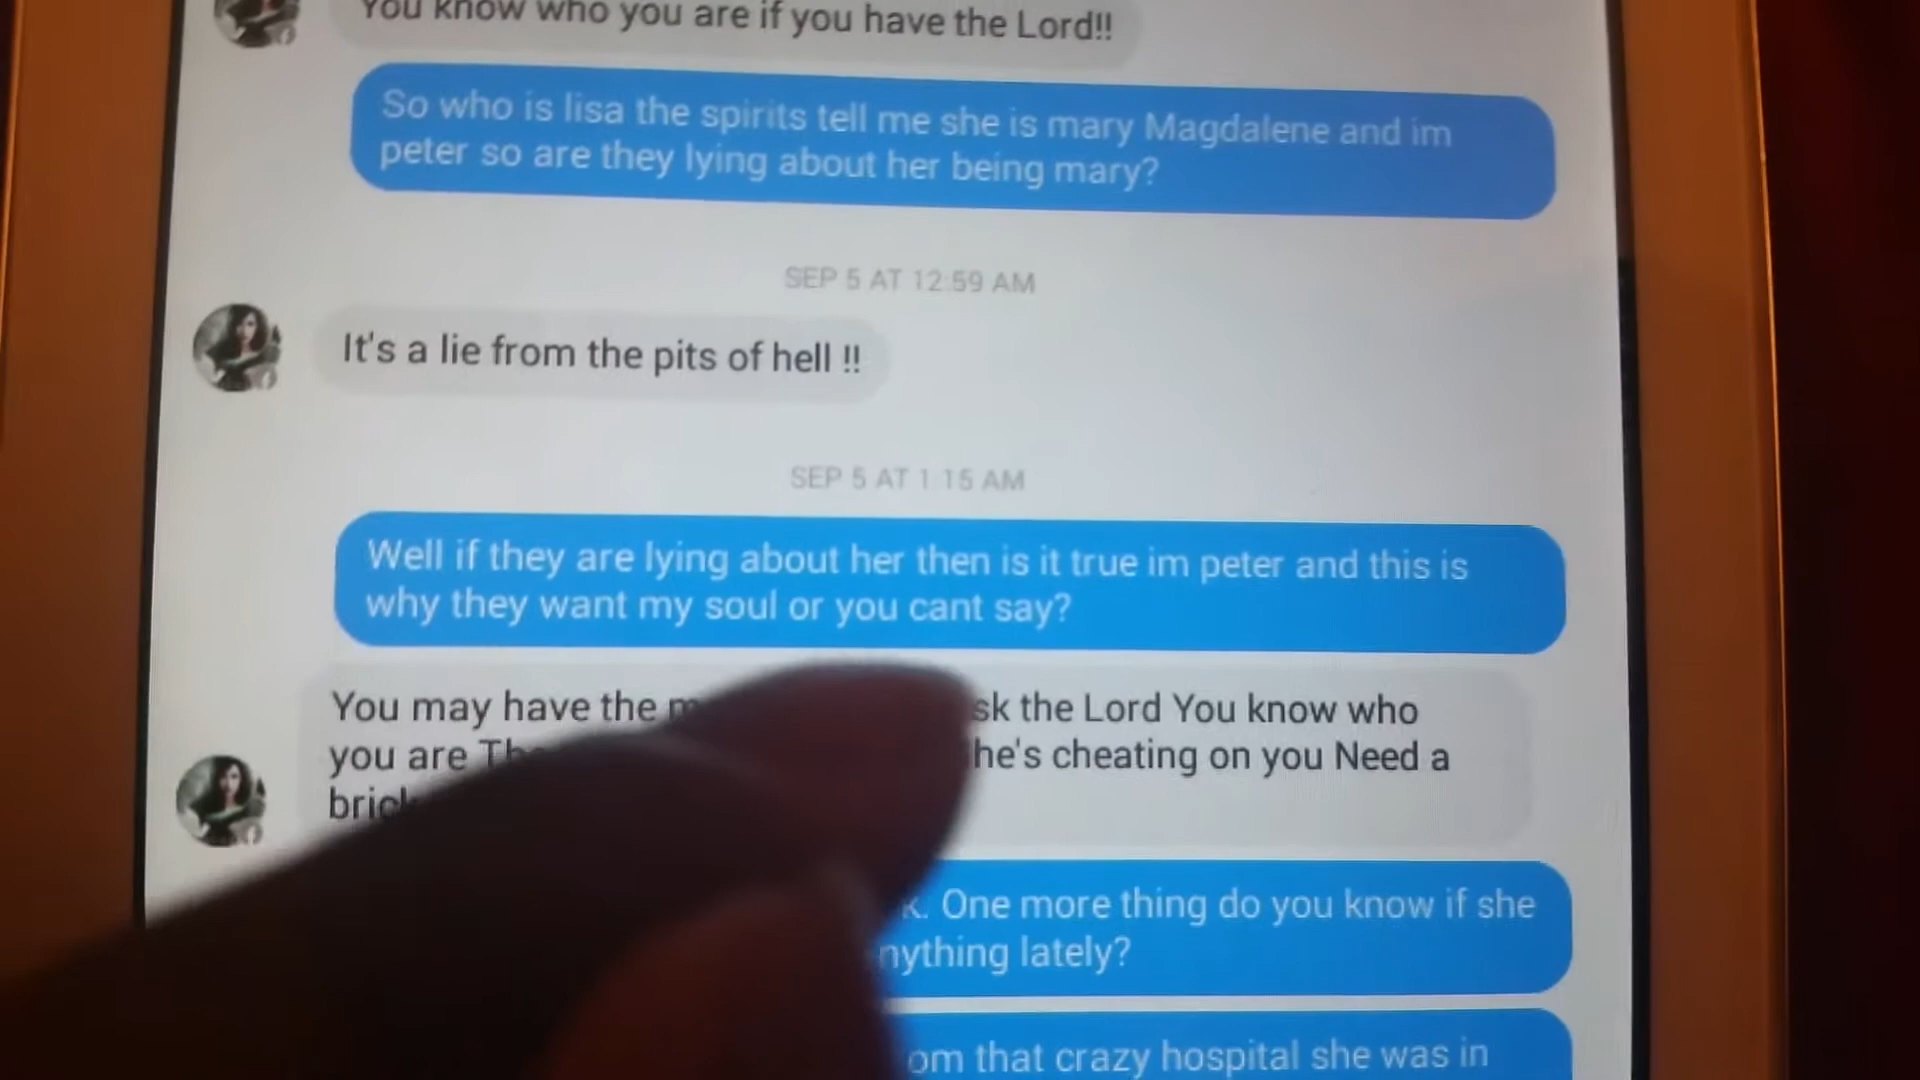 You know who you are if you have the Lord!!
So who is lisa the spirits tell me she is mary Magdalene and im
peter so are they lying about her being mary?
SEP 5 AT 12:59 AM
It's a lie from the pits of hell !!
SEP 5 AT 1:15 AM
Well if they are lying about her then is it true im peter and this is
why they want my soul or you cant say?
You may have the the Lord You know who
you are he's cheating on you Need a
One more thing do you know if she
lately?
that crazy hospital she was in